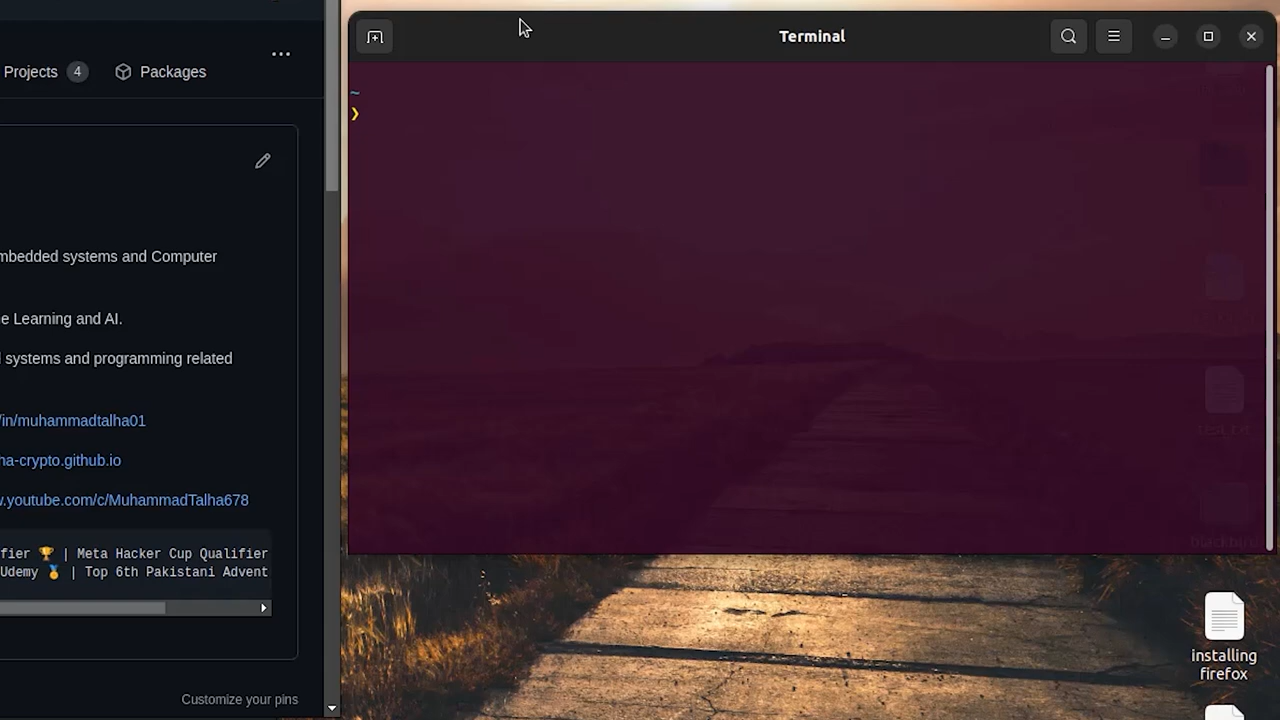 Projects 4 Packages
mbedded systems and Computer
e Learning and AI.
systems and programming related
/in/muhammadtalha01
ha-crypto.github.io
.youtube.com/c/MuhammadTalha678
fier 🏆 | Meta Hacker Cup Qualifier
Udemy 🏅 | Top 6th Pakistani Advent
Customize your pins
Terminal
~
❯
installing
firefox